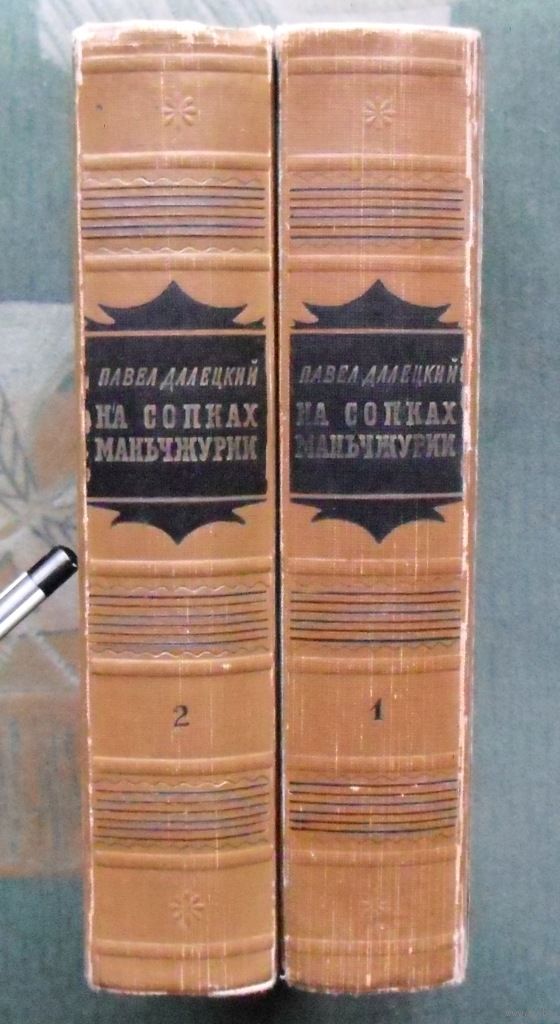 ПАВЕЛ ДАЛЕЦКИЙ
НА СОПКАХ
МАНЬЧЖУРИИ
2
ПАВЕЛ ДАЛЕЦКИЙ
НА СОПКАХ
МАНЬЧЖУРИИ
1